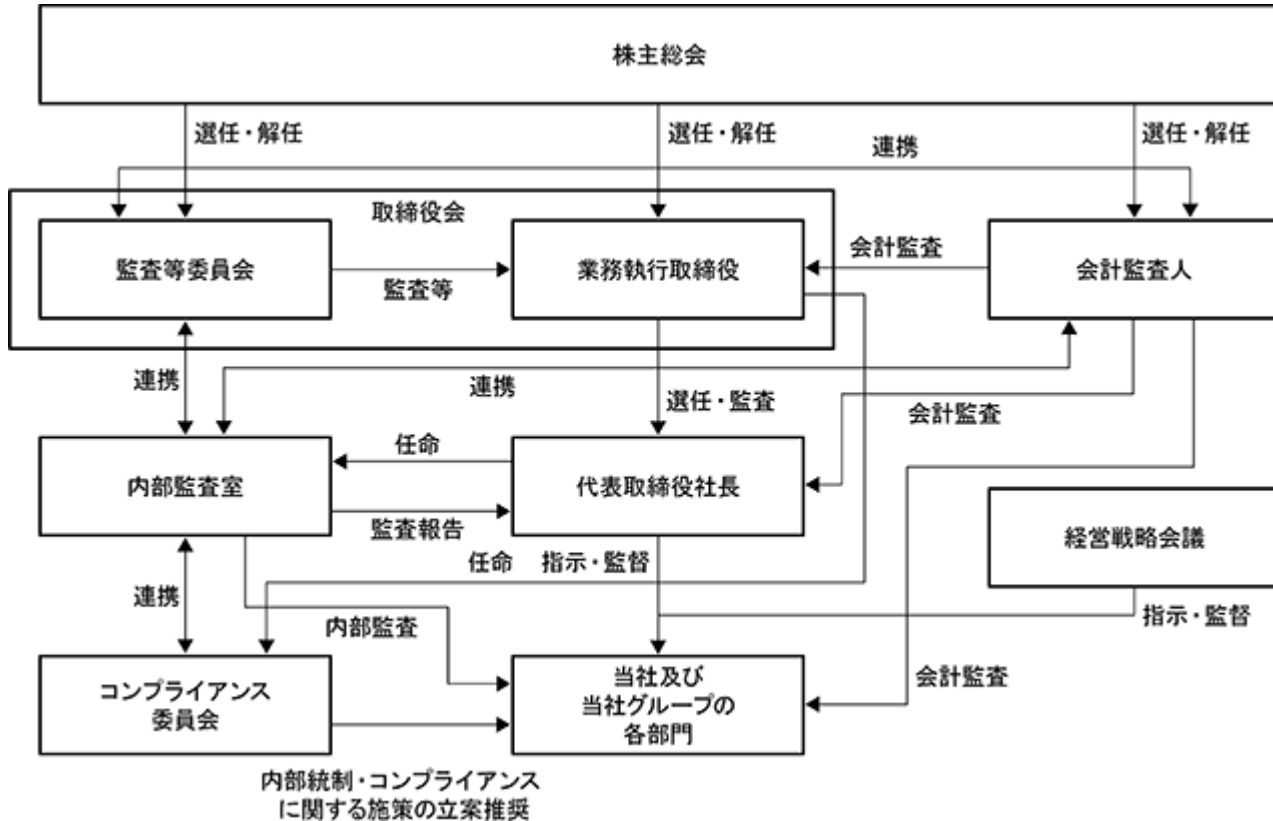 株主総会
選任・解任
選任・解任
選任・解任
連携
取締役会
監査等委員会
監査等
業務執行取締役
会計監査
会計監査人
連携
連携
選任・監査
会計監査
内部監査室
任命
監査報告
代表取締役社長
経営戦略会議
連携
任命
指示・監督
指示・監督
内部監査
コンプライアンス
委員会
当社及び
当社グループの
各部門
会計監査
内部統制・コンプライアンス
に関する施策の立案推奨